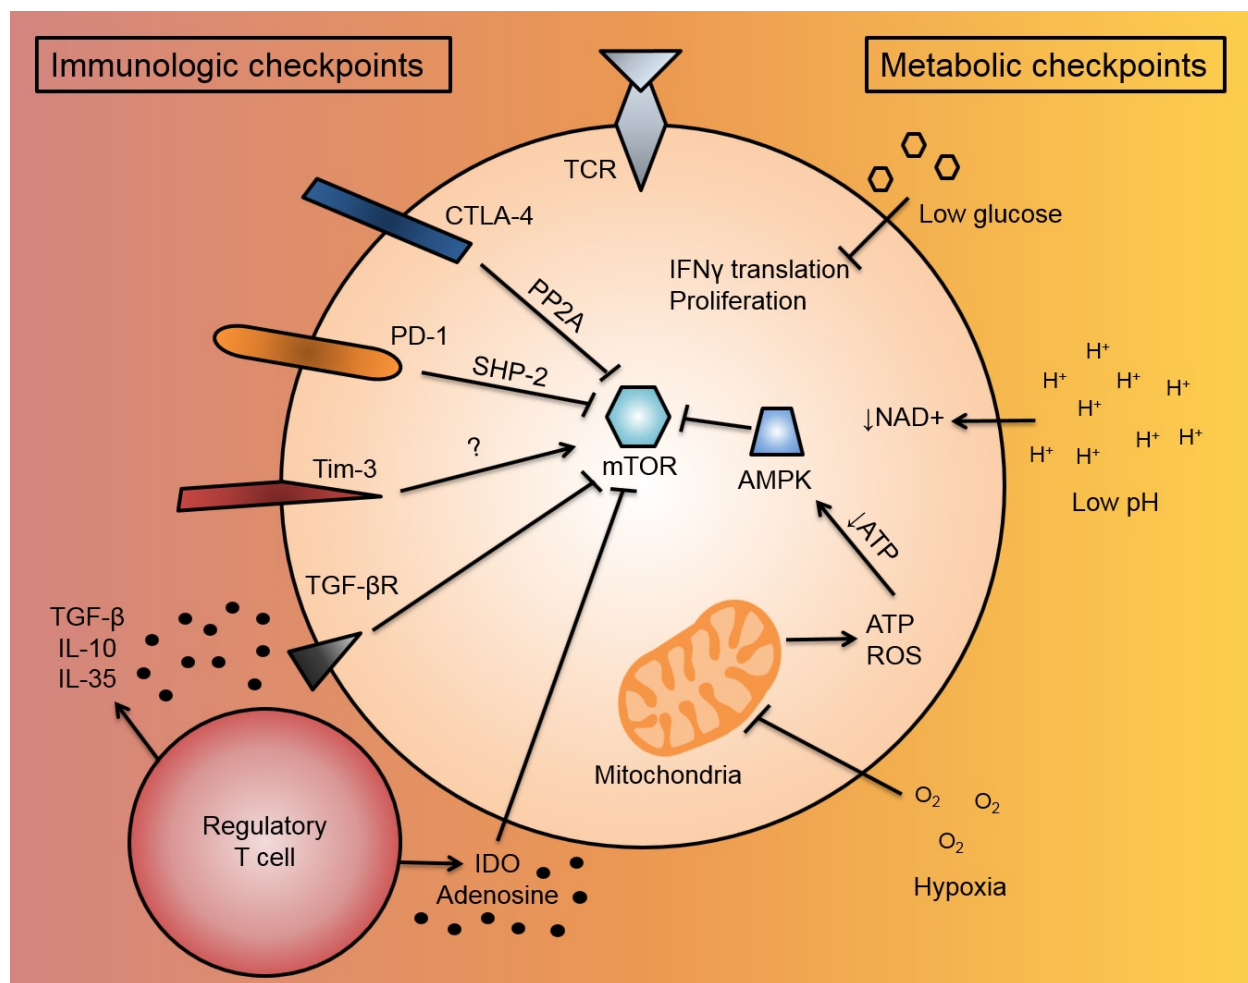 Immunologic checkpoints
Metabolic checkpoints
TCR
CTLA-4
PP2A
PD-1
SHP-2
Tim-3
?
TGF-βR
TGF-β
IL-10
IL-35
Regulatory
T cell
IDO
Adenosine
mTOR
AMPK
IFNγ translation
Proliferation
Low glucose
↓NAD+
H⁺
H⁺
H⁺
H⁺
H⁺
H⁺
H⁺
H⁺
H⁺
Low pH
↓ATP
ATP
ROS
Mitochondria
O₂
O₂
O₂
Hypoxia